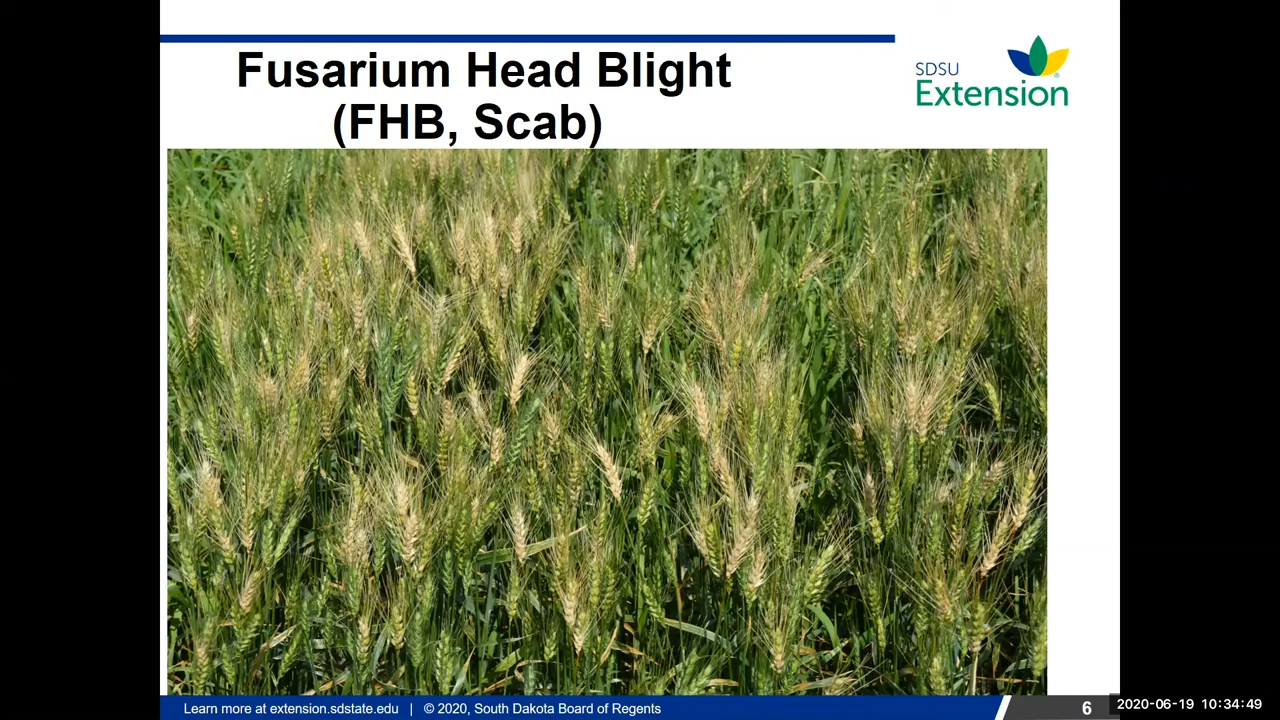 Fusarium Head Blight
(FHB, Scab)
SDSU
Extension
Learn more at extension.sdstate.edu | © 2020, South Dakota Board of Regents
6
2020-06-19 10:34:49